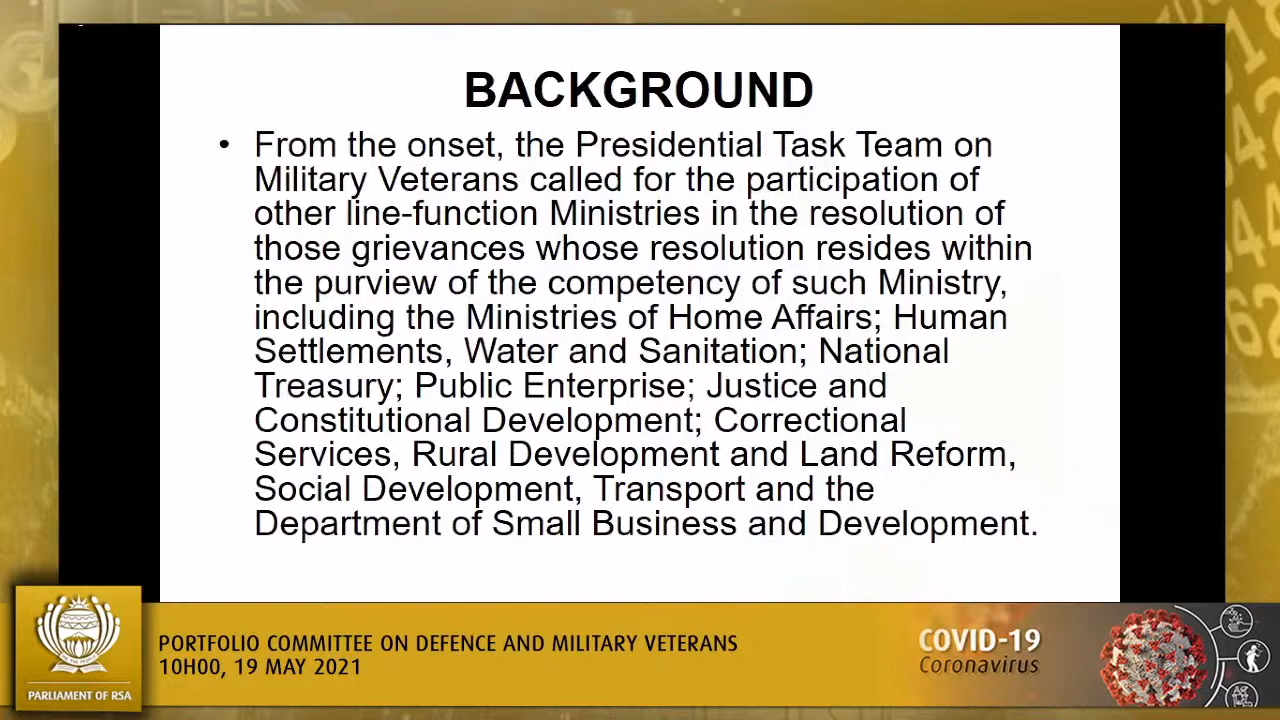 BACKGROUND
• From the onset, the Presidential Task Team on
Military Veterans called for the participation of
other line-function Ministries in the resolution of
those grievances whose resolution resides within
the purview of the competency of such Ministry,
including the Ministries of Home Affairs; Human
Settlements, Water and Sanitation; National
Treasury; Public Enterprise; Justice and
Constitutional Development; Correctional
Services, Rural Development and Land Reform,
Social Development, Transport and the
Department of Small Business and Development.
PORTFOLIO COMMITTEE ON DEFENCE AND MILITARY VETERANS
10H00, 19 MAY 2021
PARLIAMENT OF RSA
COVID-19
Coronavirus